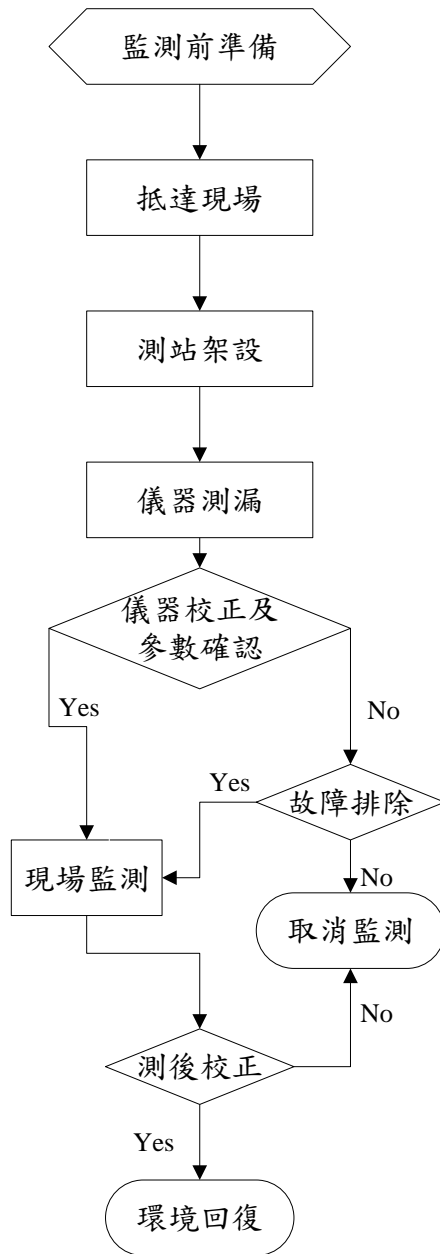 監測前準備
抵達現場
測站架設
儀器測漏
儀器校正及
參數確認
Yes
No
Yes
故障排除
現場監測
No
取消監測
No
測後校正
Yes
環境回復